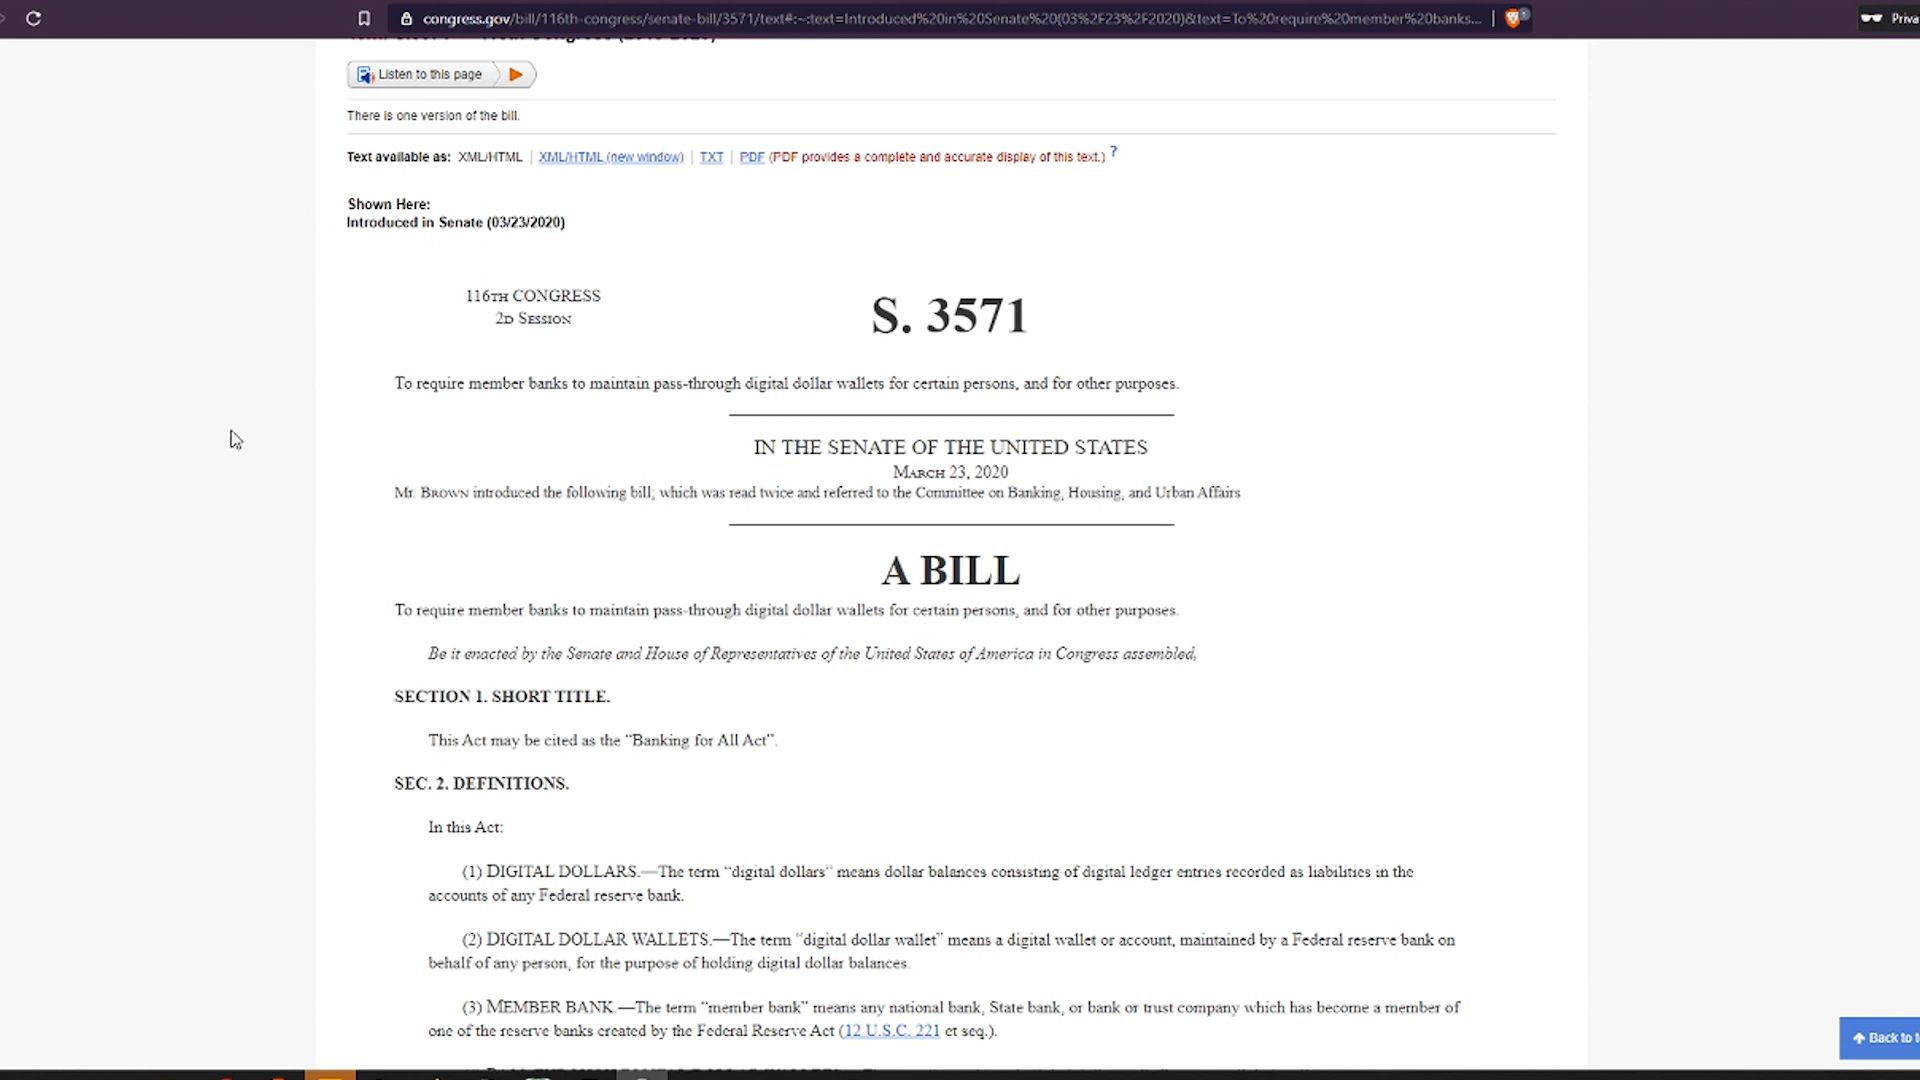 congress.gov/bill/116th-congress/senate-bill/3571/text#:~:text=Introduced%20in%20Senate%20(03%2F23%2F2020)&text=To%20require%20member%20banks...
Priva
Listen to this page
There is one version of the bill.
Text available as: XML/HTML | XML/HTML (new window) | TXT | PDF (PDF provides a complete and accurate display of this text.) ?
Shown Here:
Introduced in Senate (03/23/2020)
116TH CONGRESS
2D SESSION
S. 3571
To require member banks to maintain pass-through digital dollar wallets for certain persons, and for other purposes.
IN THE SENATE OF THE UNITED STATES
MARCH 23, 2020
Mr. BROWN introduced the following bill; which was read twice and referred to the Committee on Banking, Housing, and Urban Affairs
A BILL
To require member banks to maintain pass-through digital dollar wallets for certain persons, and for other purposes.
Be it enacted by the Senate and House of Representatives of the United States of America in Congress assembled,
SECTION 1. SHORT TITLE.
This Act may be cited as the “Banking for All Act”.
SEC. 2. DEFINITIONS.
In this Act:
(1) DIGITAL DOLLARS.—The term “digital dollars” means dollar balances consisting of digital ledger entries recorded as liabilities in the
accounts of any Federal reserve bank.
(2) DIGITAL DOLLAR WALLETS.—The term “digital dollar wallet” means a digital wallet or account, maintained by a Federal reserve bank on
behalf of any person, for the purpose of holding digital dollar balances.
(3) MEMBER BANK.—The term “member bank” means any national bank, State bank, or bank or trust company which has become a member of
one of the reserve banks created by the Federal Reserve Act (12 U.S.C. 221 et seq.).
Back to t